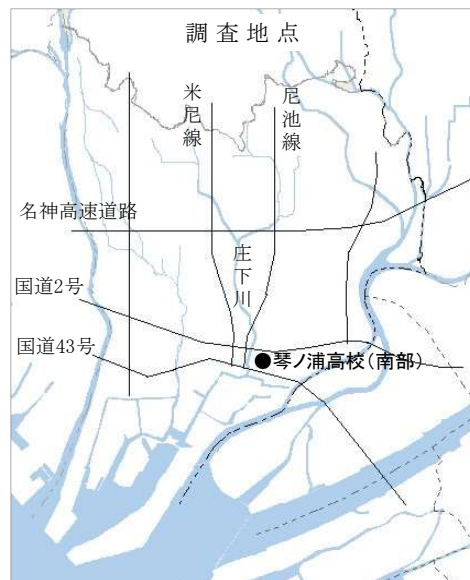 調査地点
米尼線
尼池線
名神高速道路
庄下川
国道2号
国道43号
●琴ノ浦高校(南部)